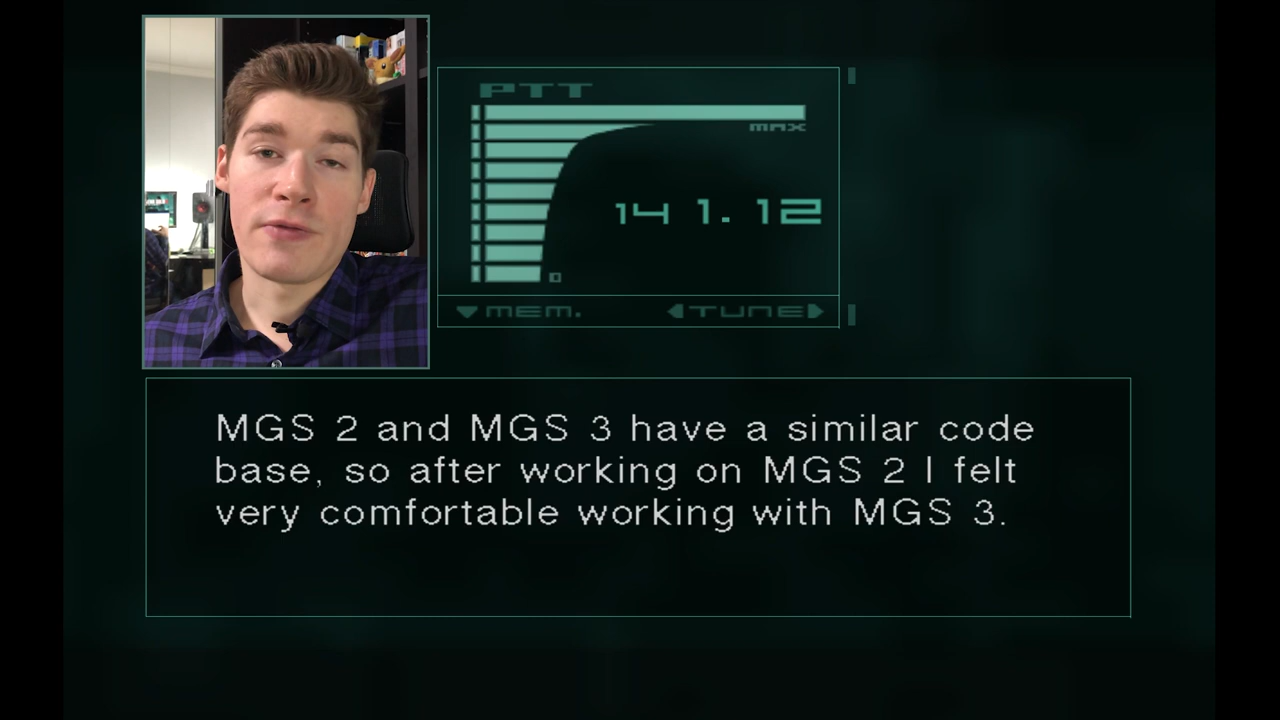 PTT
MAX
141.12
0
MEM.
TUNE
MGS 2 and MGS 3 have a similar code
base, so after working on MGS 2 I felt
very comfortable working with MGS 3.